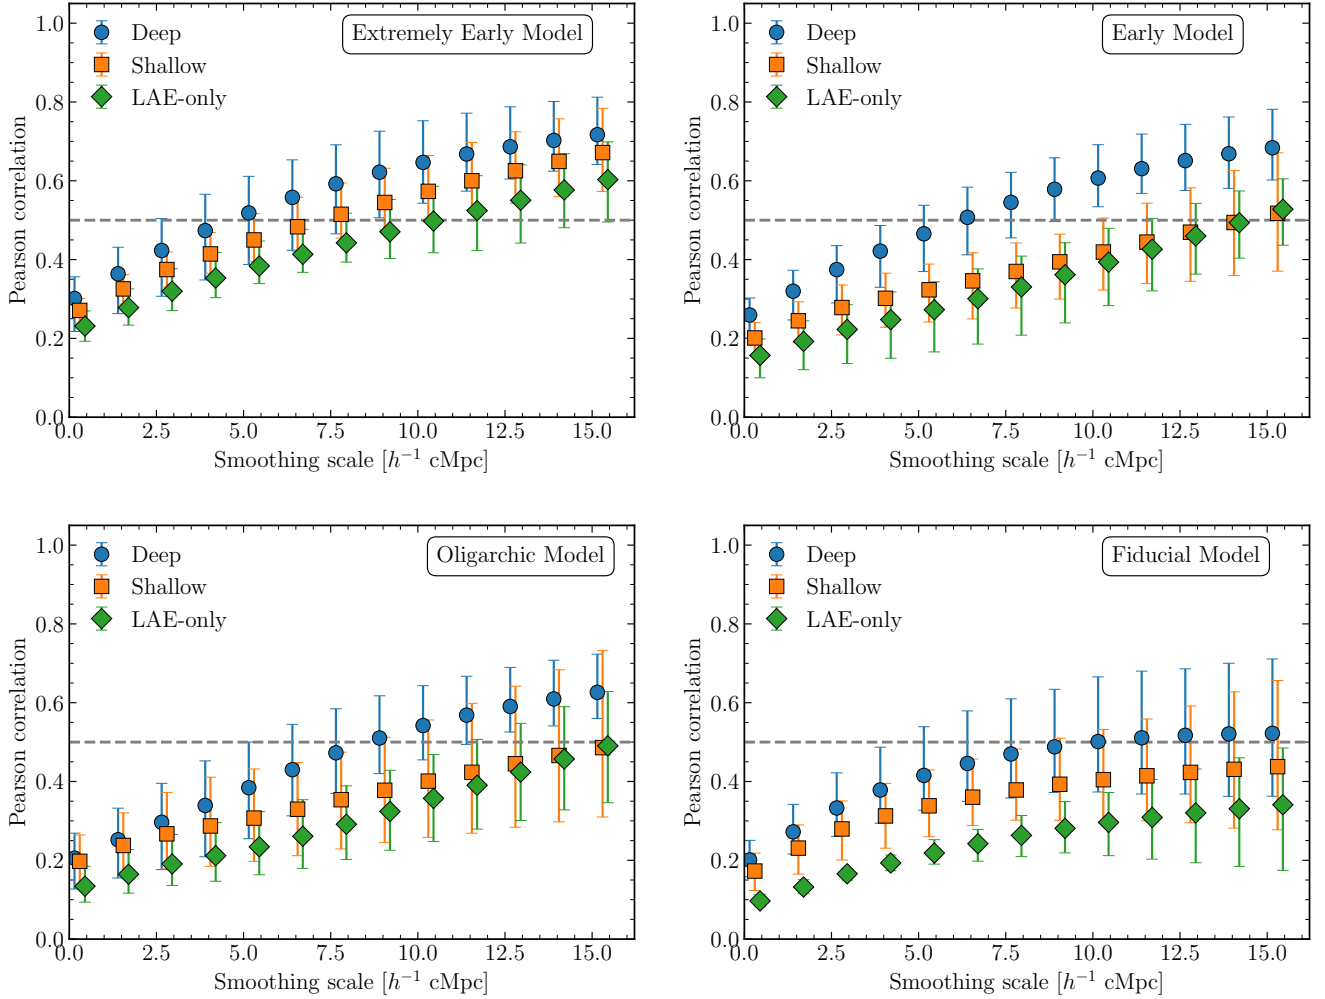 Extremely Early Model
Deep
Shallow
LAE-only
1.0
0.8
0.6
0.4
0.2
0.0
Pearson correlation
0.0 2.5 5.0 7.5 10.0 12.5 15.0
Smoothing scale [h⁻¹ cMpc]
Early Model
Deep
Shallow
LAE-only
1.0
0.8
0.6
0.4
0.2
0.0
Pearson correlation
0.0 2.5 5.0 7.5 10.0 12.5 15.0
Smoothing scale [h⁻¹ cMpc]
Oligarchic Model
Deep
Shallow
LAE-only
1.0
0.8
0.6
0.4
0.2
0.0
Pearson correlation
0.0 2.5 5.0 7.5 10.0 12.5 15.0
Smoothing scale [h⁻¹ cMpc]
Fiducial Model
Deep
Shallow
LAE-only
1.0
0.8
0.6
0.4
0.2
0.0
Pearson correlation
0.0 2.5 5.0 7.5 10.0 12.5 15.0
Smoothing scale [h⁻¹ cMpc]